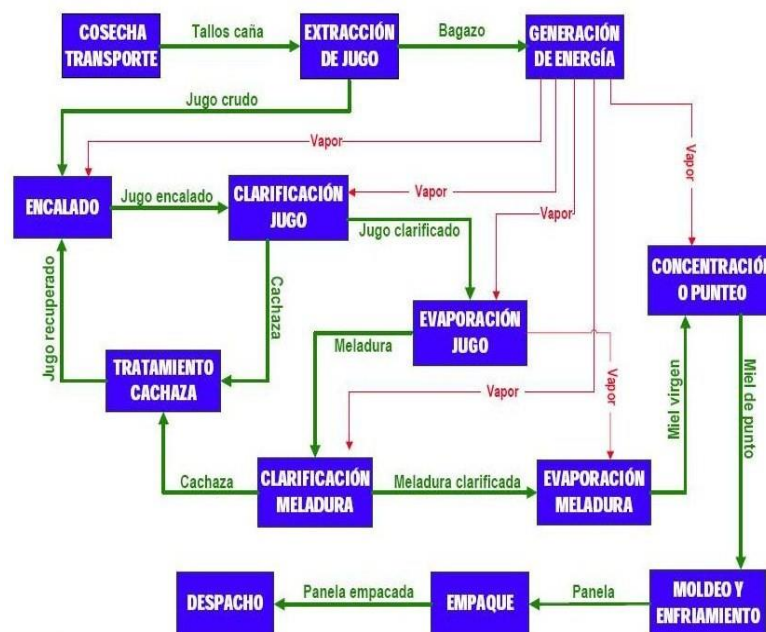 COSECHA
TRANSPORTE
Tallos caña
EXTRACCIÓN
DE JUGO
Bagazo
GENERACIÓN
DE ENERGÍA
Jugo crudo
Vapor
Vapor
ENCALADO
Jugo encalado
CLARIFICACIÓN
JUGO
Vapor
Jugo clarificado
Vapor
CONCENTRACIÓN
O PUNTEO
Jugo recuperado
Cachaza
EVAPORACIÓN
JUGO
Meladura
TRATAMIENTO
CACHAZA
Vapor
Vapor
Miel virgen
Miel de punto
Cachaza
CLARIFICACIÓN
MELADURA
Meladura clarificada
EVAPORACIÓN
MELADURA
DESPACHO
Panela empacada
EMPAQUE
Panela
MOLDEO Y
ENFRIAMIENTO